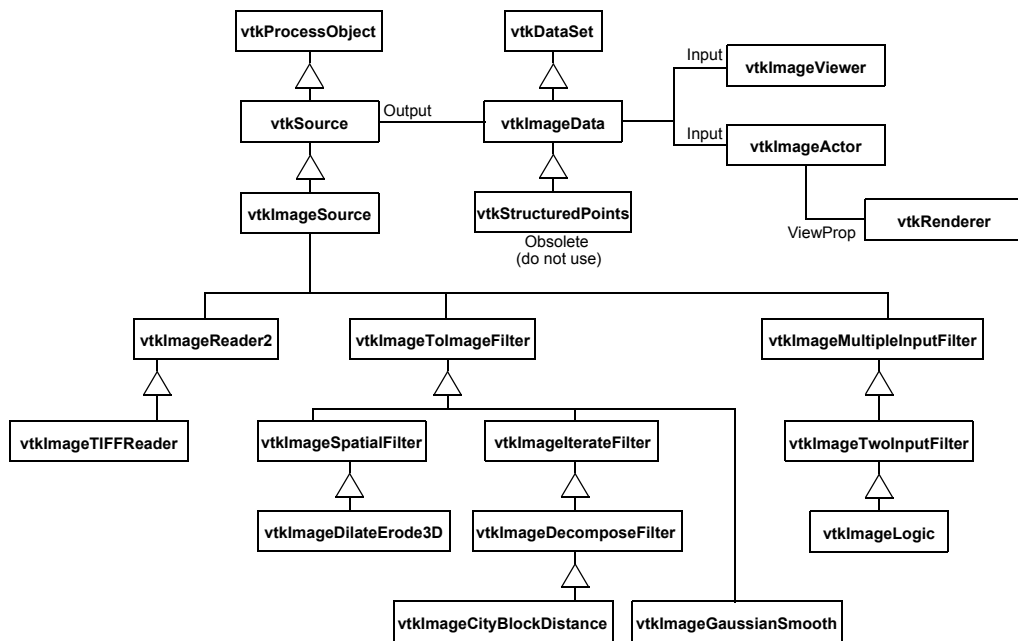 vtkProcessObject
vtkDataSet
Input
vtkImageViewer
vtkSource
Output
vtkImageData
Input
vtkImageActor
vtkImageSource
vtkStructuredPoints
Obsolete
(do not use)
ViewProp
vtkRenderer
vtkImageReader2
vtkImageToImageFilter
vtkImageMultipleInputFilter
vtkImageTIFFReader
vtkImageSpatialFilter
vtkImageIterateFilter
vtkImageTwoInputFilter
vtkImageDilateErode3D
vtkImageDecomposeFilter
vtkImageLogic
vtkImageCityBlockDistance
vtkImageGaussianSmooth